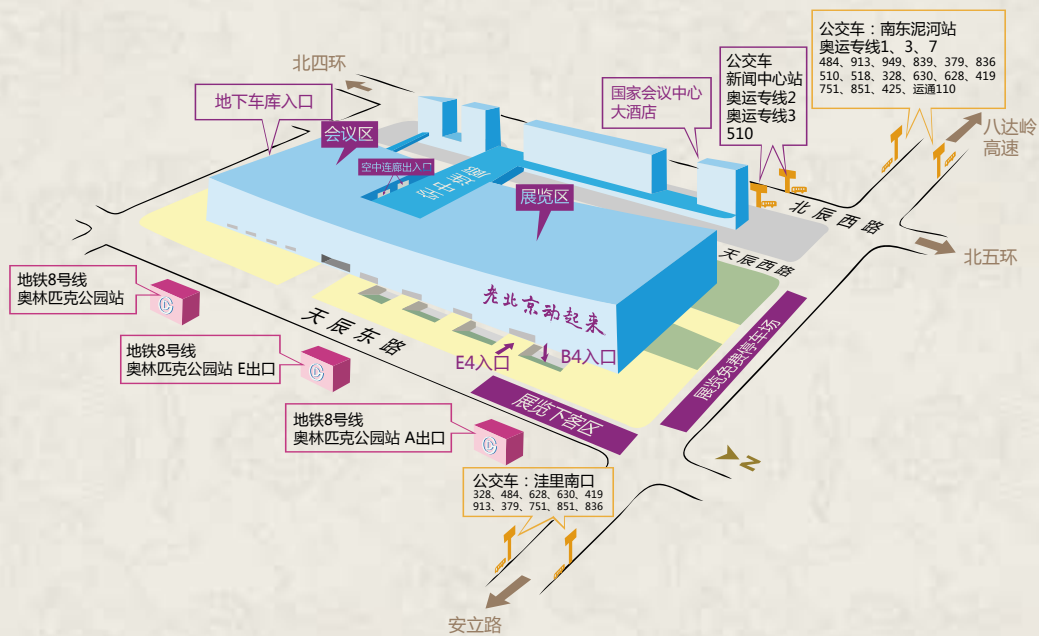 公交车：南东泥河站
奥运专线1、3、7
484、913、949、839、379、836
510、518、328、630、628、419
751、851、425、运通110
公交车
新闻中心站
奥运专线2
奥运专线3
510
北四环
地下车库入口
国家会议中心
大酒店
会议区
空中连廊出入口
空中连廊
展览区
八达岭
高速
北辰西路
北五环
天辰西路
地铁8号线
奥林匹克公园站
老北京动起来
天辰东路
E4入口
B4入口
展览免费停车场
地铁8号线
奥林匹克公园站 E出口
展览下客区
地铁8号线
奥林匹克公园站 A出口
N
公交车：洼里南口
328、484、628、630、419
913、379、751、851、836
安立路